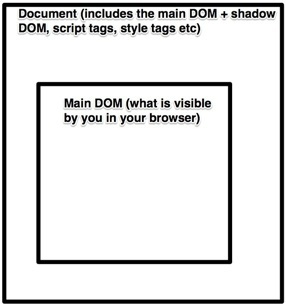 Document (includes the main DOM + shadow
DOM, script tags, style tags etc)
Main DOM (what is visible
by you in your browser)